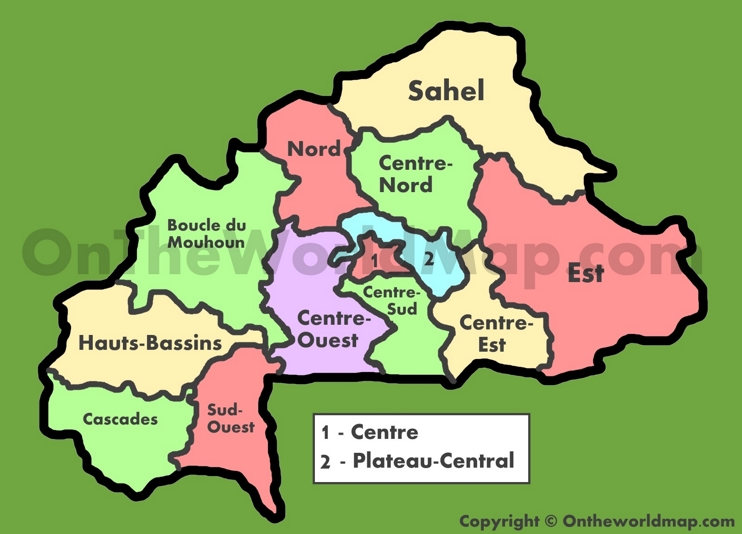 Sahel
Nord
Centre-
Nord
Boucle du
Mouhoun
OnTheWorldMap.com
1
2
Est
Centre-
Sud
Centre-
Ouest
Centre-
Est
Hauts-Bassins
Cascades
Sud-
Ouest
1 - Centre
2 - Plateau-Central
Copyright © Ontheworldmap.com